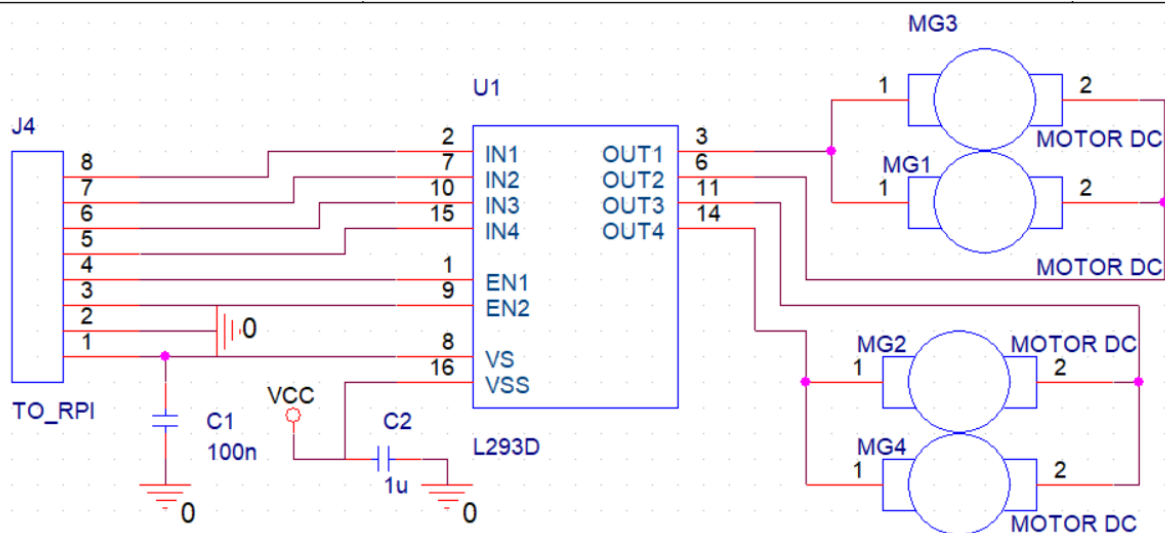 MG3
1
2
MOTOR DC
MG1
1
2
MOTOR DC
U1
J4
8
7
6
5
4
3
2
1
TO_RPI
0
2
7
10
15
1
9
8
16
IN1
IN2
IN3
IN4
EN1
EN2
VS
VSS
OUT1
OUT2
OUT3
OUT4
3
6
11
14
L293D
C1
100n
0
VCC
C2
1u
0
MG2
1
2
MOTOR DC
MG4
1
2
MOTOR DC